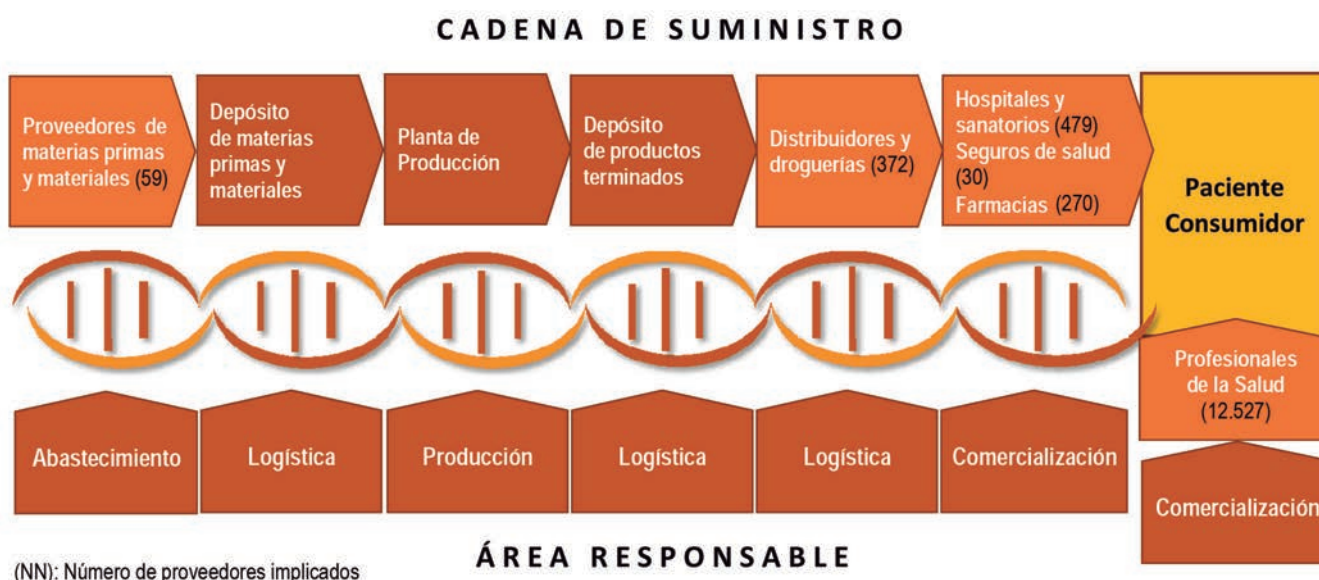 CADENA DE SUMINISTRO
Proveedores de
materias primas
y materiales (59)
Depósito
de materias
primas y
materiales
Planta de
Producción
Depósito
de productos
terminados
Distribuidores y
droguerías (372)
Hospitales y
sanatorios (479)
Seguros de salud
(30)
Farmacias (270)
Paciente
Consumidor
Profesionales
de la Salud
(12.527)
Abastecimiento
Logística
Producción
Logística
Logística
Comercialización
Comercialización
ÁREA RESPONSABLE
(NN): Número de proveedores implicados